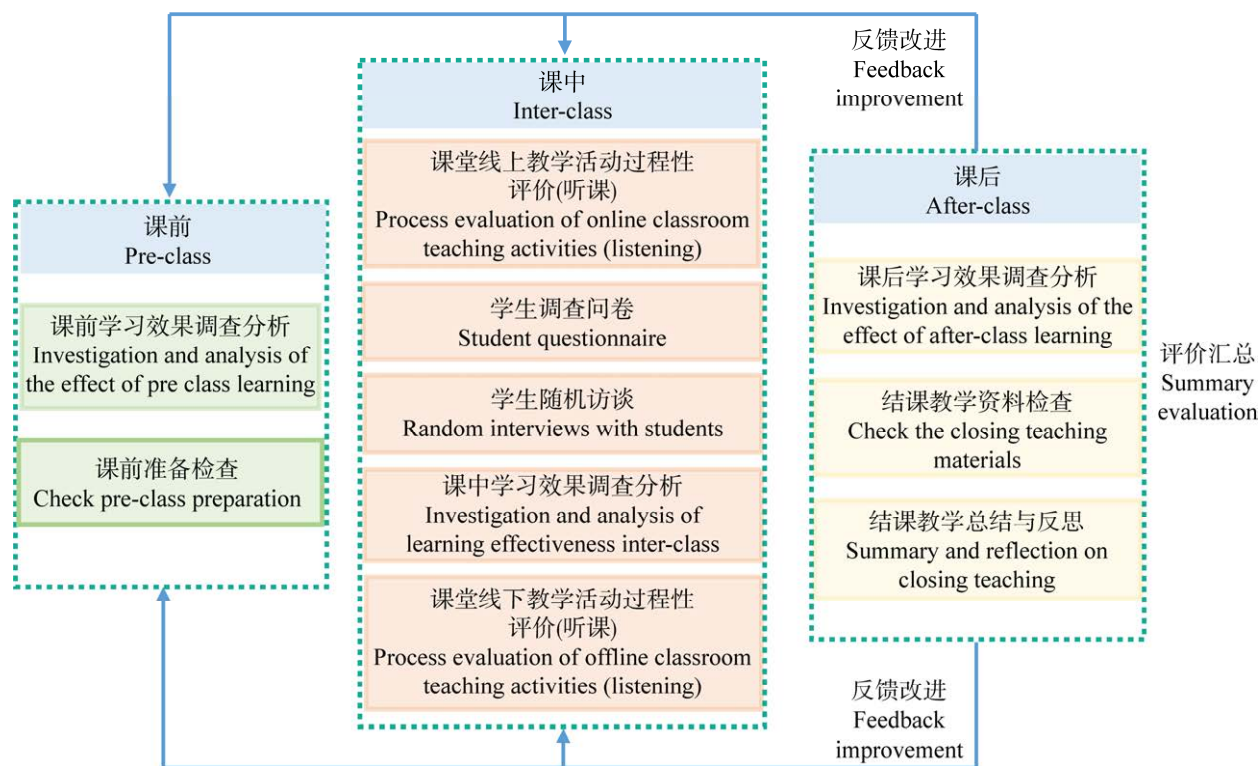 课前
Pre-class
课前学习效果调查分析
Investigation and analysis of
the effect of pre class learning
课前准备检查
Check pre-class preparation
课中
Inter-class
课堂线上教学活动过程性
评价(听课)
Process evaluation of online classroom
teaching activities (listening)
学生调查问卷
Student questionnaire
学生随机访谈
Random interviews with students
课中学习效果调查分析
Investigation and analysis of
learning effectiveness inter-class
课堂线下教学活动过程性
评价(听课)
Process evaluation of offline classroom
teaching activities (listening)
反馈改进
Feedback
improvement
课后
After-class
课后学习效果调查分析
Investigation and analysis of the
effect of after-class learning
结课教学资料检查
Check the closing teaching
materials
结课教学总结与反思
Summary and reflection on
closing teaching
反馈改进
Feedback
improvement
评价汇总
Summary
evaluation